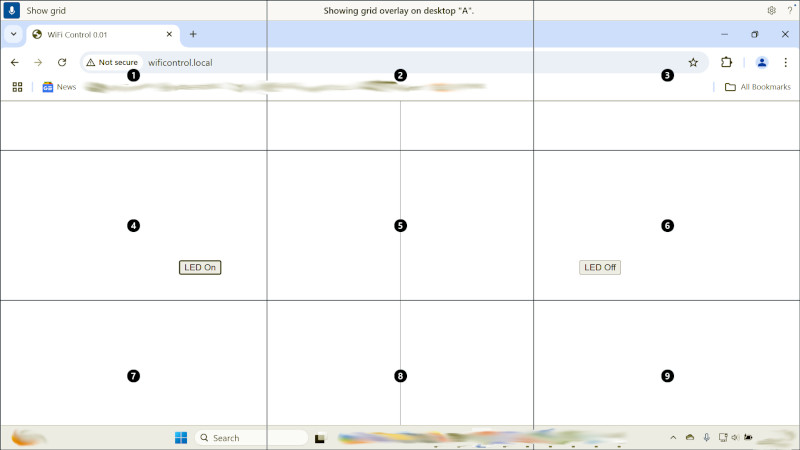 Show grid Showing grid overlay on desktop "A". ?
WiFi Control 0.01
Not secure wificontrol.local
1 2 3
GE News All Bookmarks
4 5 6
LED On LED Off
7 8 9
Search